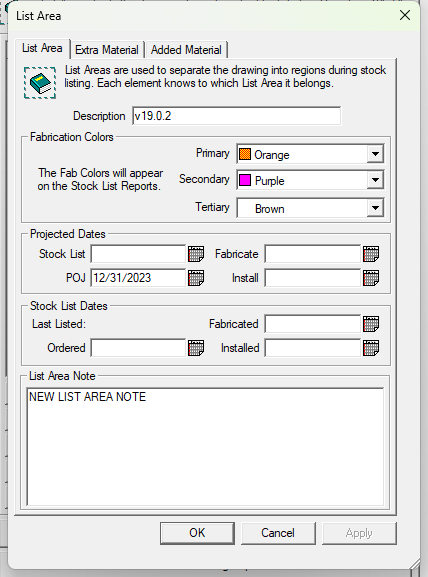 List Area
List Area Extra Material Added Material
List Areas are used to separate the drawing into regions during stock
listing. Each element knows to which List Area it belongs.
Description v19.0.2
Fabrication Colors
The Fab Colors will appear
on the Stock List Reports.
Primary Orange
Secondary Purple
Tertiary Brown
Projected Dates
Stock List Fabricate
POJ 12/31/2023 Install
Stock List Dates
Last Listed: Fabricated
Ordered Installed
List Area Note
NEW LIST AREA NOTE
OK Cancel Apply